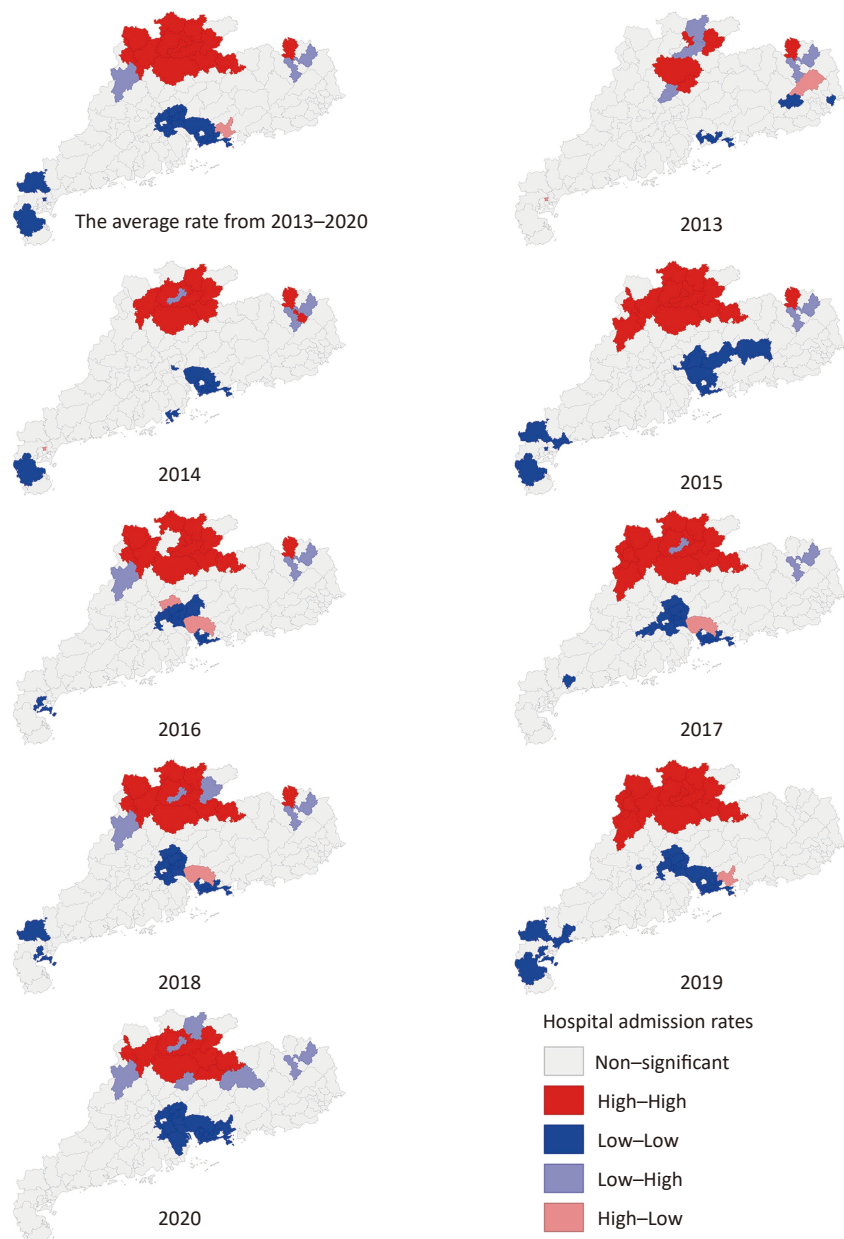 The average rate from 2013–2020
2013
2014
2015
2016
2017
2018
2019
2020
Hospital admission rates
Non–significant
High–High
Low–Low
Low–High
High–Low